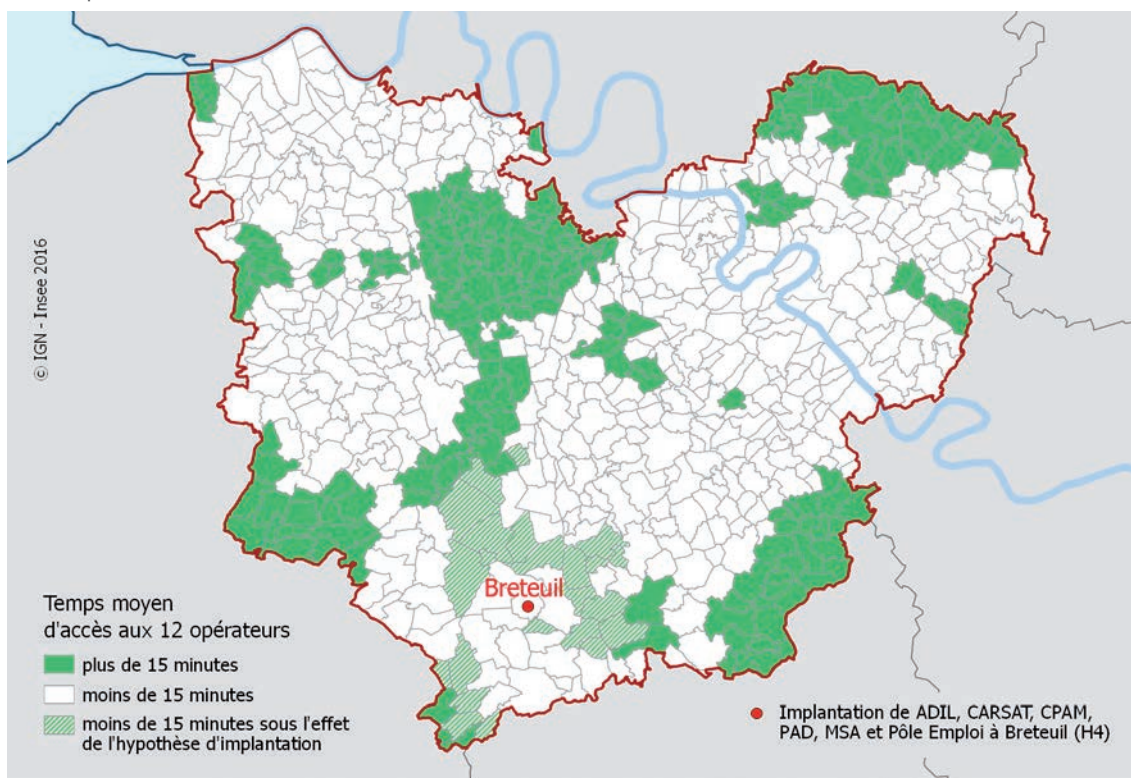 © IGN - Insee 2016
Breteuil
Temps moyen
d'accès aux 12 opérateurs
plus de 15 minutes
moins de 15 minutes
moins de 15 minutes sous l'effet
de l'hypothèse d'implantation
Implantation de ADIL, CARSAT, CPAM,
PAD, MSA et Pôle Emploi à Breteuil (H4)